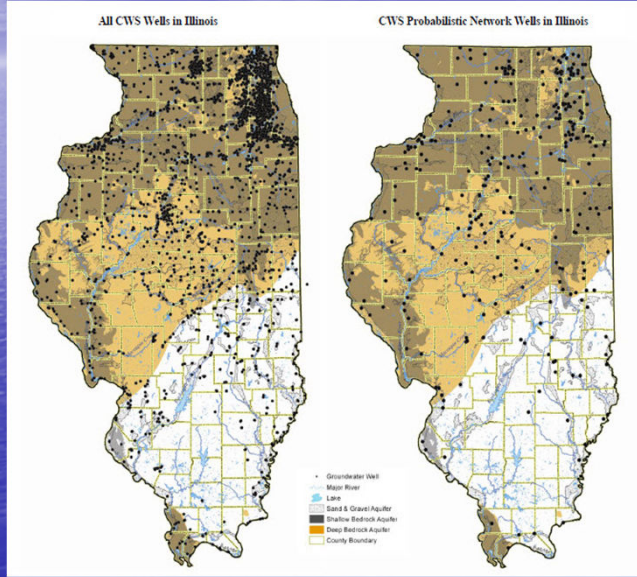 All CWS Wells in Illinois
CWS Probabilistic Network Wells in Illinois
Groundwater Well
Major River
Lake
Sand & Gravel Aquifer
Shallow Bedrock Aquifer
Deep Bedrock Aquifer
County Boundary